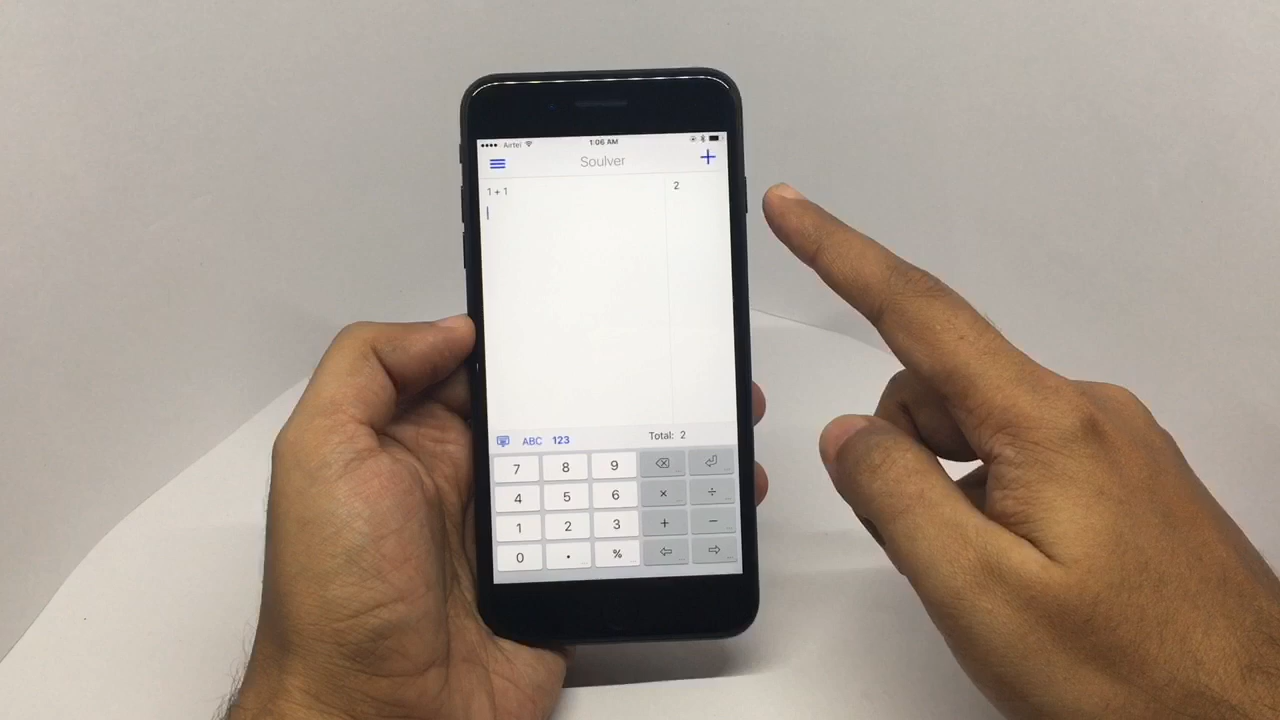 Airtel 1:06 AM
Soulver +
1 + 1 2
ABC 123 Total: 2
7 8 9
4 5 6 × ÷
1 2 3 + −
0 . %